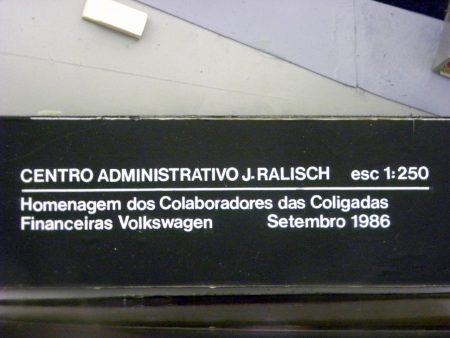 CENTRO ADMINISTRATIVO J. RALISCH esc 1:250
Homenagem dos Colaboradores das Coligadas
Financeiras Volkswagen Setembro 1986